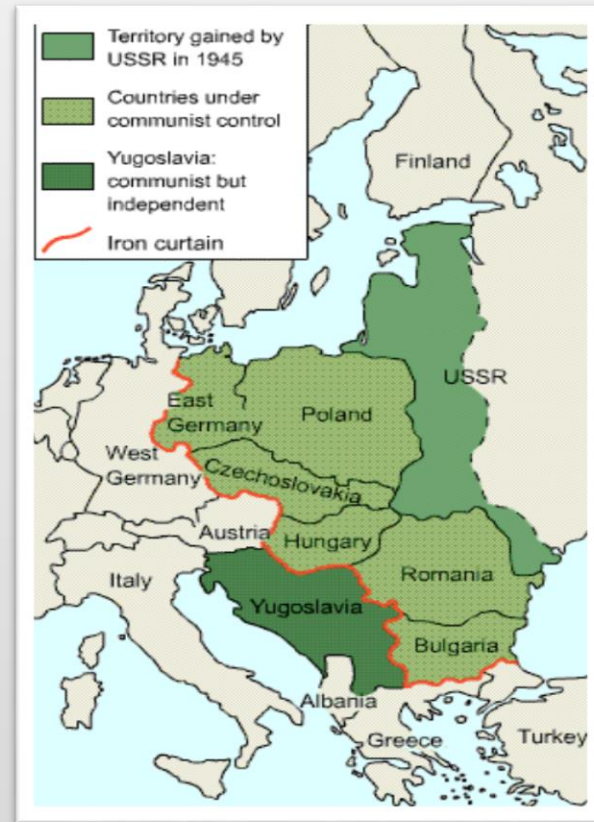 Territory gained by
USSR in 1945
Countries under
communist control
Yugoslavia:
communist but
independent
Iron curtain
Finland
USSR
East
Germany
Poland
West
Germany
Czechoslovakia
Austria
Hungary
Italy
Romania
Yugoslavia
Bulgaria
Albania
Greece
Turkey